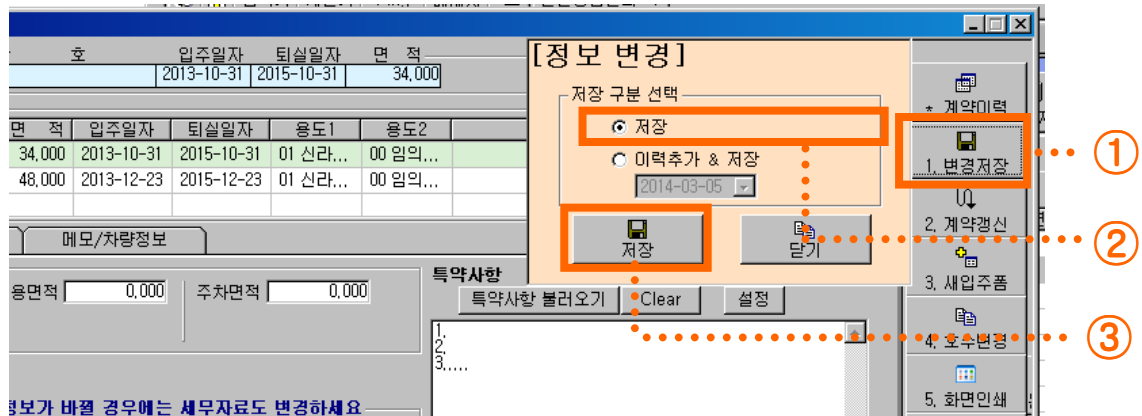 호 입주일자 퇴실일자 면 적
2013-10-31 2015-10-31 34,000
면 적 입주일자 퇴실일자 용도1 용도2
34,000 2013-10-31 2015-10-31 01 신라... 00 임의...
48,000 2013-12-23 2015-12-23 01 신라... 00 임의...
메모/차량정보
용면적 0,000 주차면적 0,000
특약사항
특약사항 불러오기 Clear 설정
1,
2,
3,....
정보가 바뀔 경우에는 세무자료도 변경하세요
[정보 변경]
저장 구분 선택
저장
이력추가 & 저장
2014-03-05
저장 닫기
* 계약이력
1, 변경저장
2, 계약갱신
3, 새입주폼
4, 호수변경
5, 화면인쇄
①
②
③